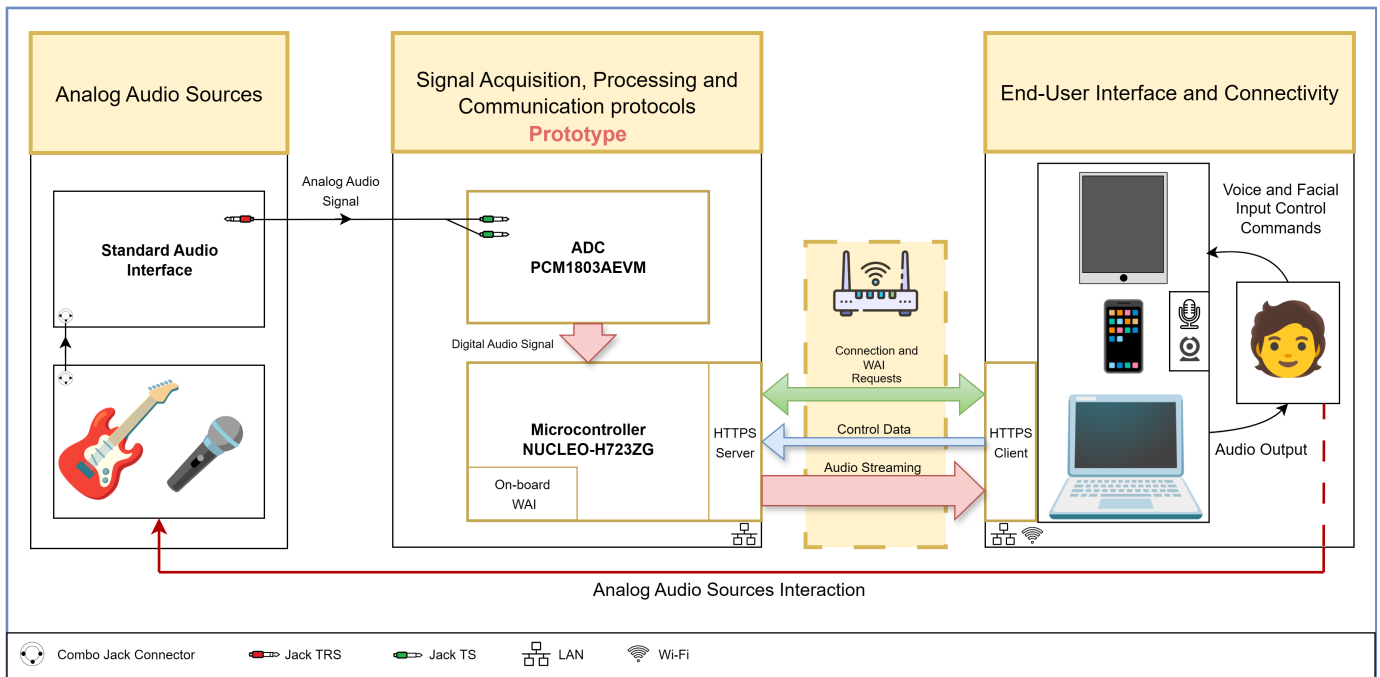 Analog Audio Sources
Signal Acquisition, Processing and
Communication protocols
Prototype
End-User Interface and Connectivity
Analog Audio
Signal
Standard Audio
Interface
ADC
PCM1803AEVM
Voice and Facial
Input Control
Commands
Digital Audio Signal
Connection and
WAI
Requests
Microcontroller
NUCLEO-H723ZG
HTTPS
Server
On-board
WAI
Control Data
Audio Streaming
HTTPS
Client
Audio Output
Analog Audio Sources Interaction
Combo Jack Connector
Jack TRS
Jack TS
LAN
Wi-Fi